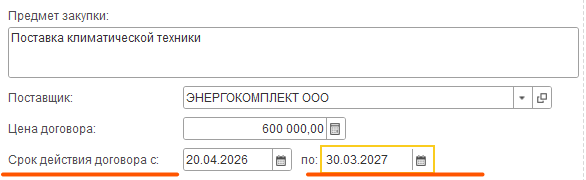 Предмет закупки:
Поставка климатической техники
Поставщик: ЭНЕРГОКОМПЛЕКТ ООО
Цена договора: 600 000,00
Срок действия договора с: 20.04.2026 по: 30.03.2027